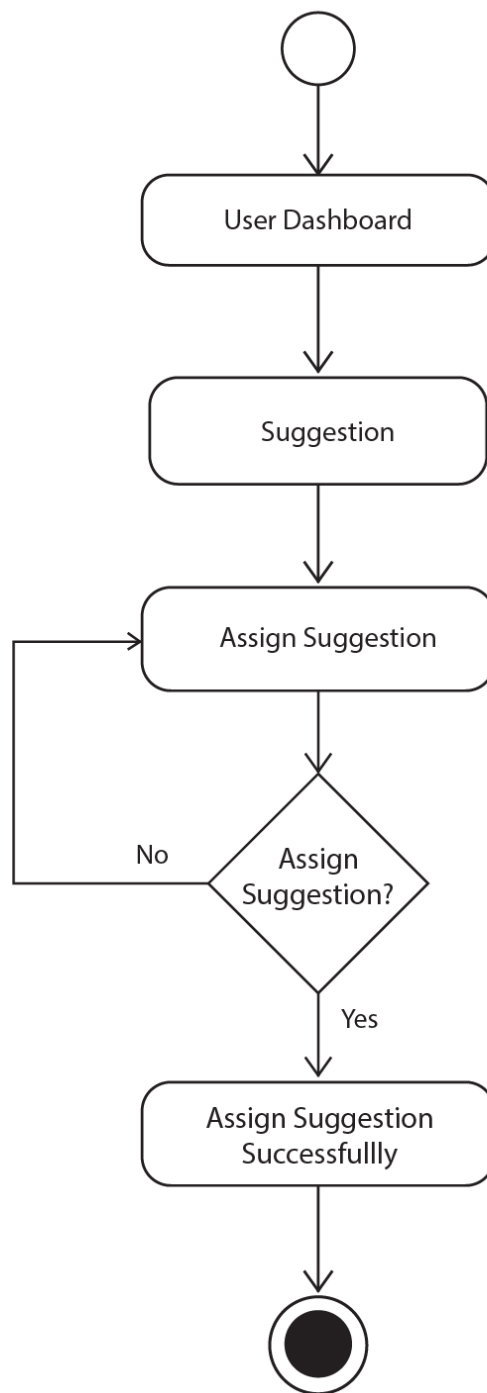 User Dashboard
Suggestion
Assign Suggestion
Assign
Suggestion?
No
Yes
Assign Suggestion
Successfullly